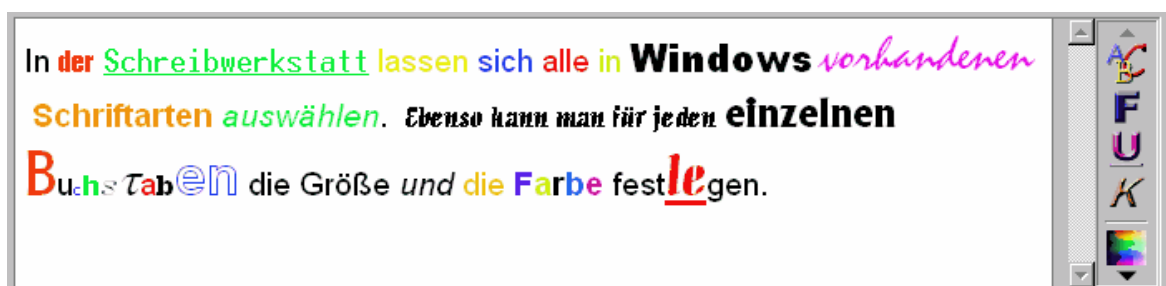 In der Schreibwerkstatt lassen sich alle in Windows vorhandenen
Schriftarten auswählen. Ebenso kann man für jeden einzelnen
Buchstaben die Größe und die Farbe festlegen.
ABC
F
U
K